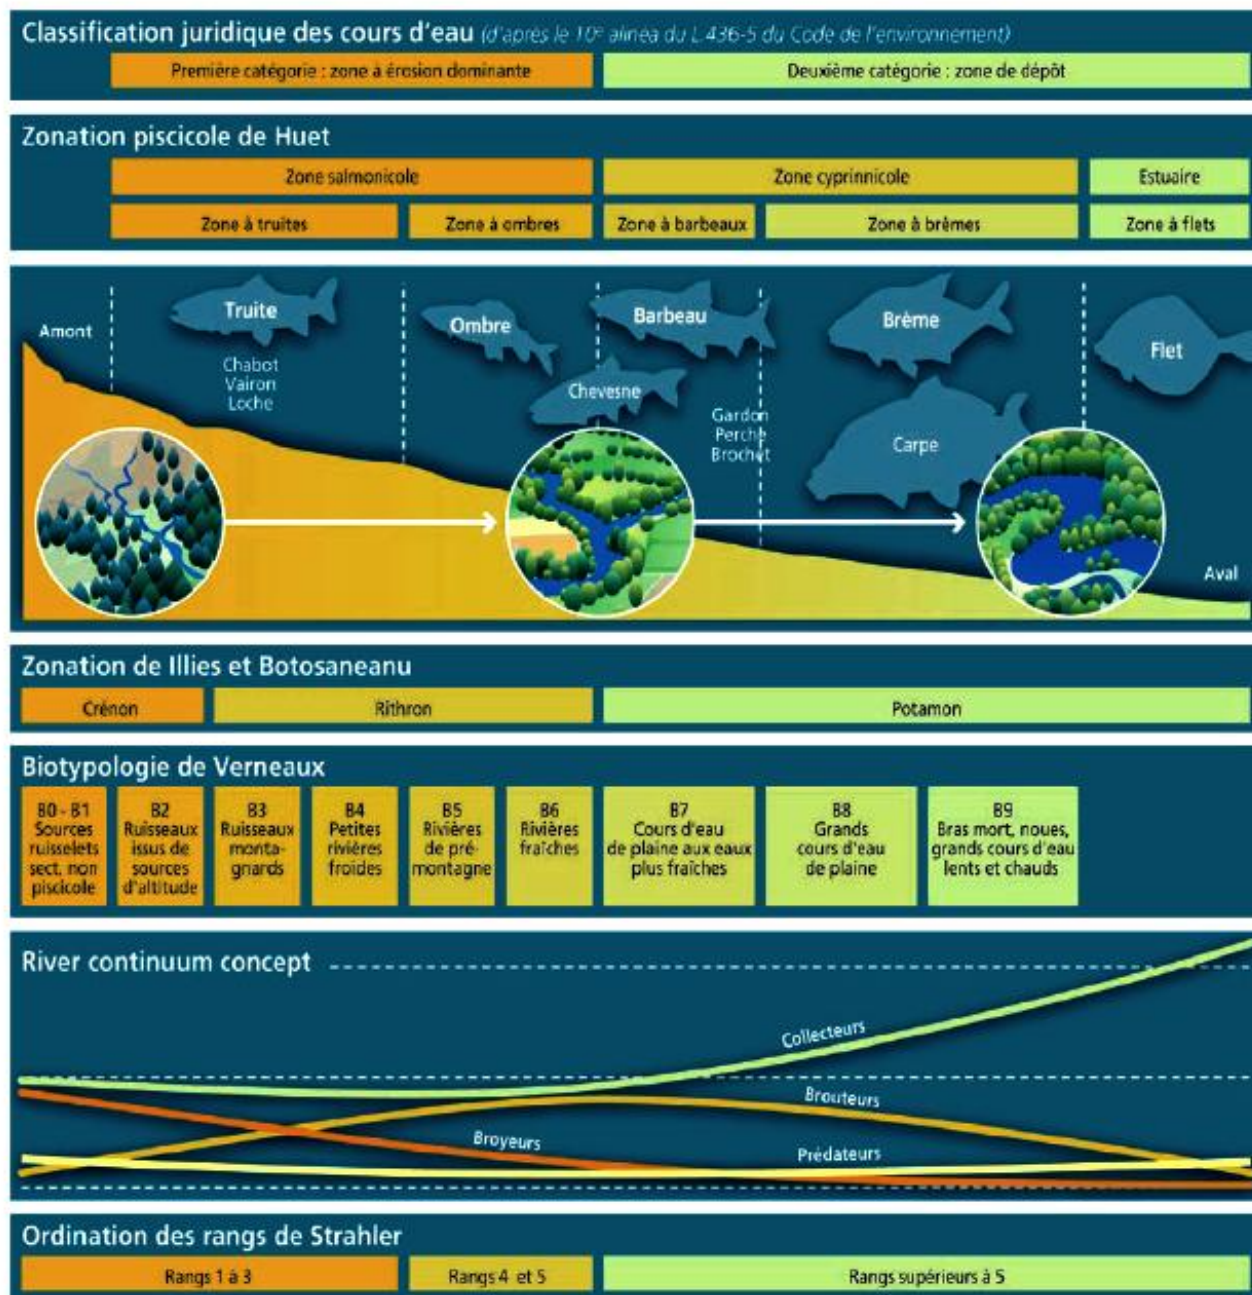 Classification juridique des cours d'eau (d'après le 10e alinéa du L 436-5 du Code de l'environnement)
Première catégorie : zone à érosion dominante
Deuxième catégorie : zone de dépôt
Zonation piscicole de Huet
Zone salmonicole
Zone cyprinnicole
Estuaire
Zone à truites
Zone à ombres
Zone à barbeaux
Zone à brèmes
Zone à flets
Amont
Truite
Chabot
Vairon
Loche
Ombre
Chevesne
Barbeau
Gardon
Perche
Brochet
Brème
Carpe
Flet
Aval
Zonation de Illies et Botosaneanu
Crénon
Rithron
Potamon
Biotypologie de Verneaux
B0 - B1
Sources
ruisselets
sect. non
piscicole
B2
Ruisseaux
issus de
sources
d'altitude
B3
Ruisseaux
monta-
gnards
B4
Petites
rivières
froides
B5
Rivières
de pré-
montagne
B6
Rivières
fraîches
B7
Cours d'eau
de plaine aux eaux
plus fraîches
B8
Grands
cours d'eau
de plaine
B9
Bras mort, noues,
grands cours d'eau
lents et chauds
River continuum concept
Collecteurs
Brouteurs
Broyeurs
Prédateurs
Ordination des rangs de Strahler
Rangs 1 à 3
Rangs 4 et 5
Rangs supérieurs à 5